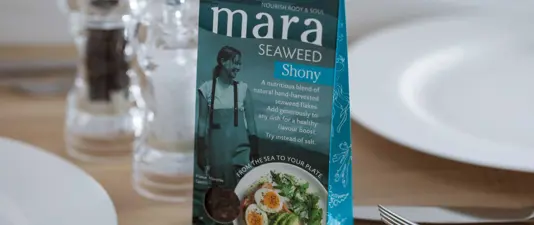 NOURISH BODY & SOUL
mara
SEAWEED
Shony
A nutritious blend of
natural hand-harvested
seaweed flakes.
Add generously to
any dish for a healthy
flavour boost.
Try instead of salt.
FROM THE SEA TO YOUR PLATE